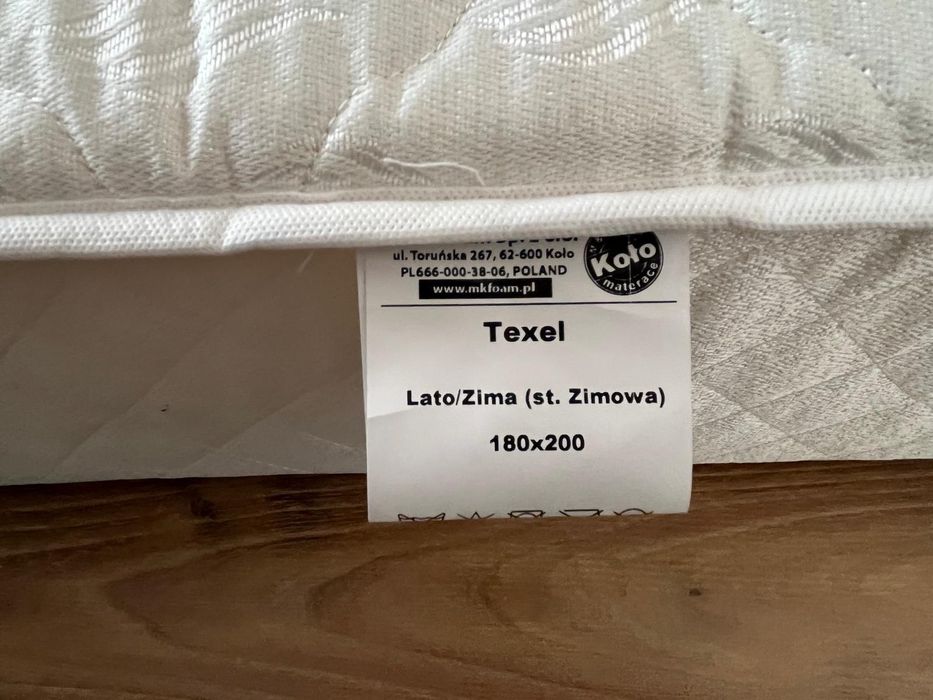 ul. Toruńska 267, 62-600 Koło
PL666-000-38-06, POLAND
www.mkfoam.pl
Koło
materace
Texel
Lato/Zima (st. Zimowa)
180x200